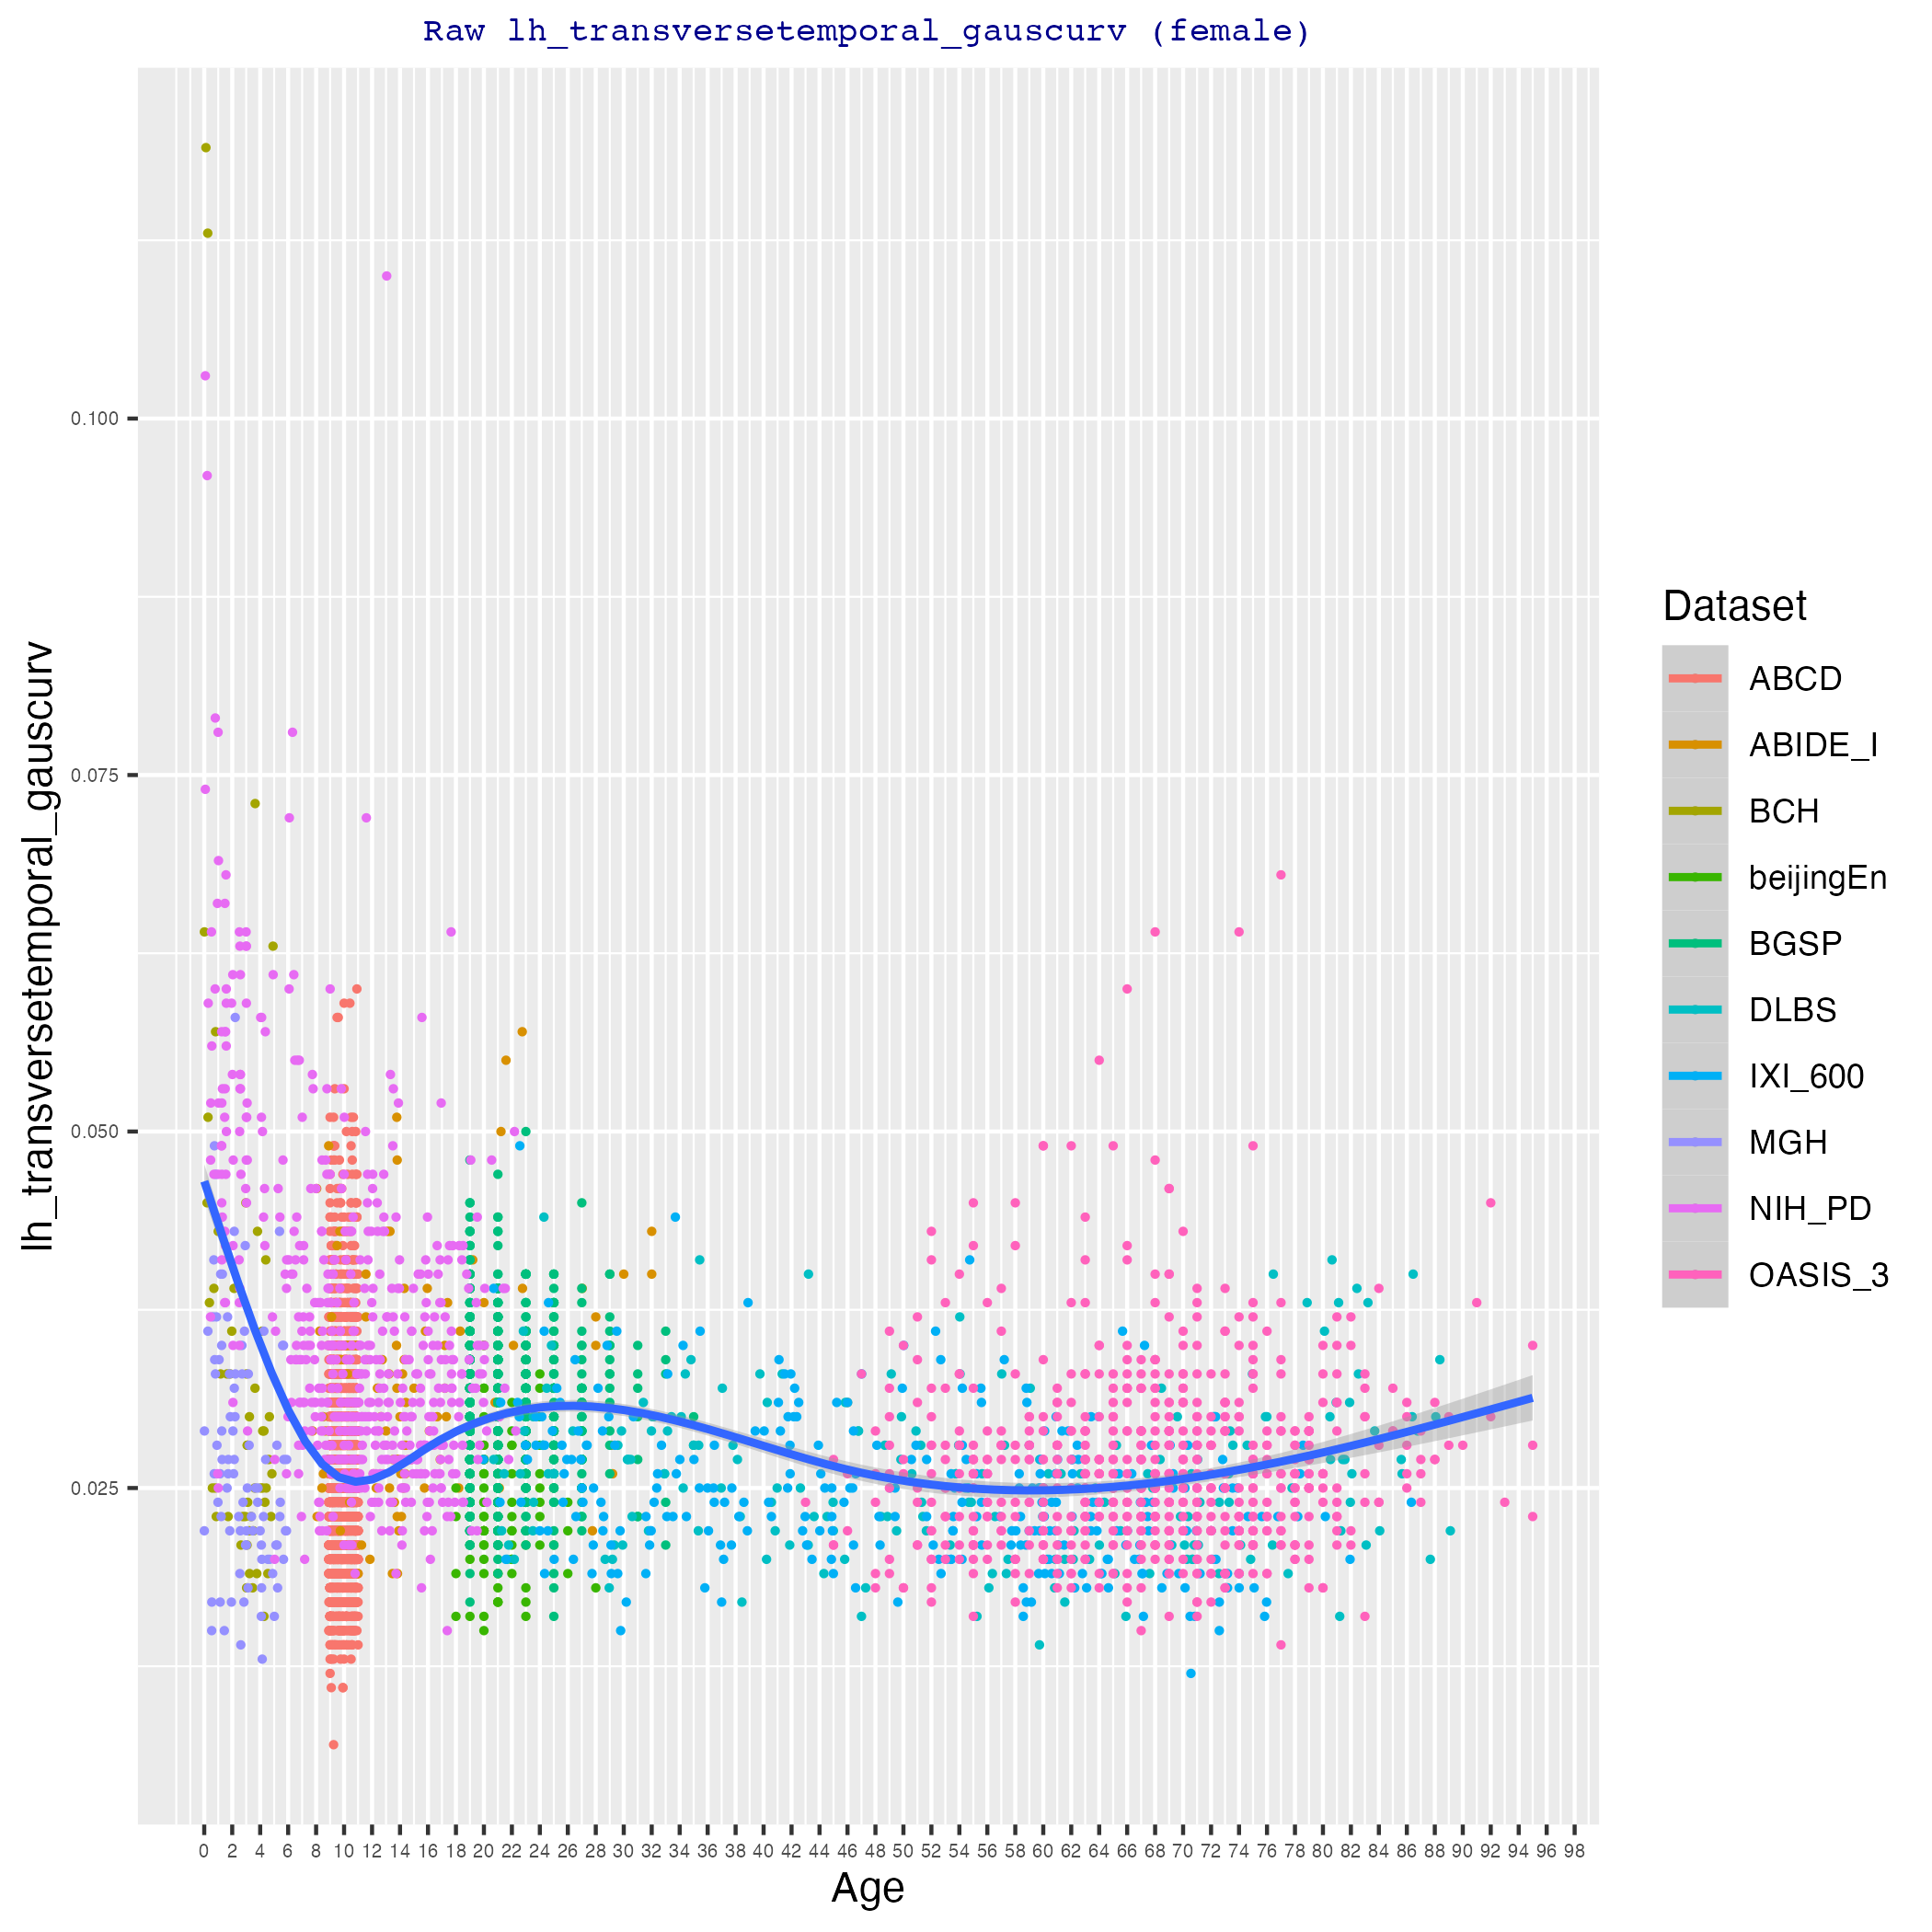 Raw lh_transversetemporal_gauscurv (female)
lh_transversetemporal_gauscurv
0.100
0.075
0.050
0.025
0 2 4 6 8 10 12 14 16 18 20 22 24 26 28 30 32 34 36 38 40 42 44 46 48 50 52 54 56 58 60 62 64 66 68 70 72 74 76 78 80 82 84 86 88 90 92 94 96 98
Age
Dataset
ABCD
ABIDE_I
BCH
beijingEn
BGSP
DLBS
IXI_600
MGH
NIH_PD
OASIS_3